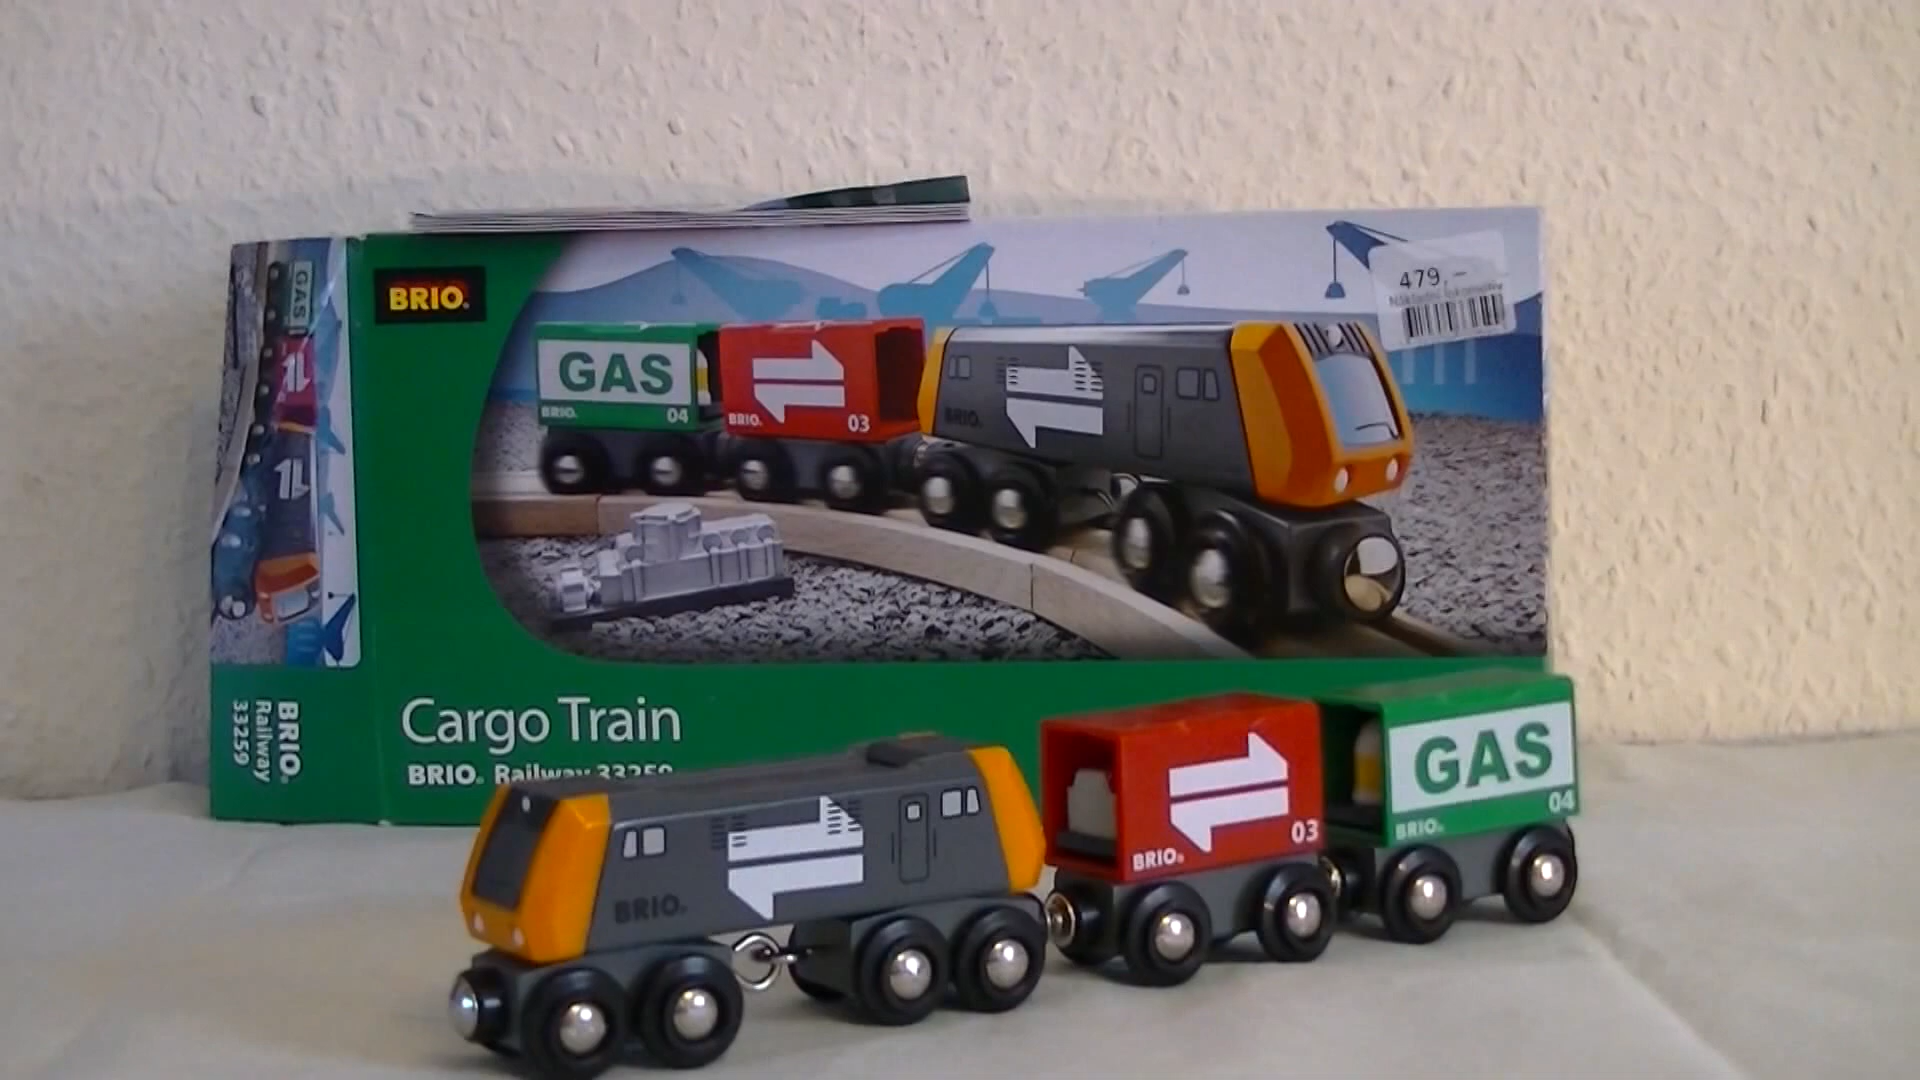 BRIO.
479,-
GAS
BRIO.
04
BRIO.
03
BRIO.
GAS
BRIO.
Railway
33259
Cargo Train
BRIO. Railway 33259
BRIO.
BRIO.
03
GAS
BRIO.
04